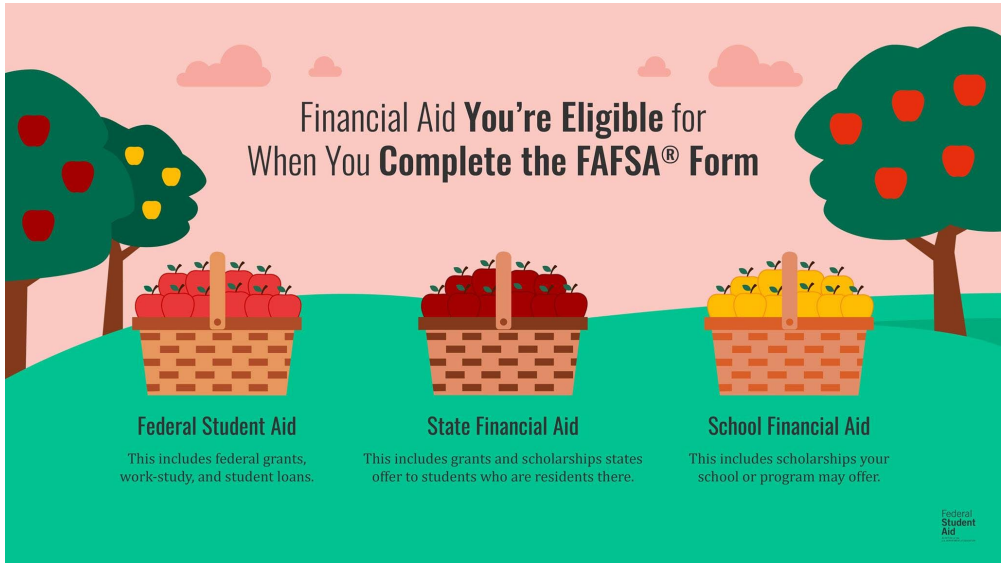 Financial Aid You're Eligible for
When You Complete the FAFSA® Form
Federal Student Aid
This includes federal grants,
work-study, and student loans.
State Financial Aid
This includes grants and scholarships states
offer to students who are residents there.
School Financial Aid
This includes scholarships your
school or program may offer.
Federal
Student
Aid